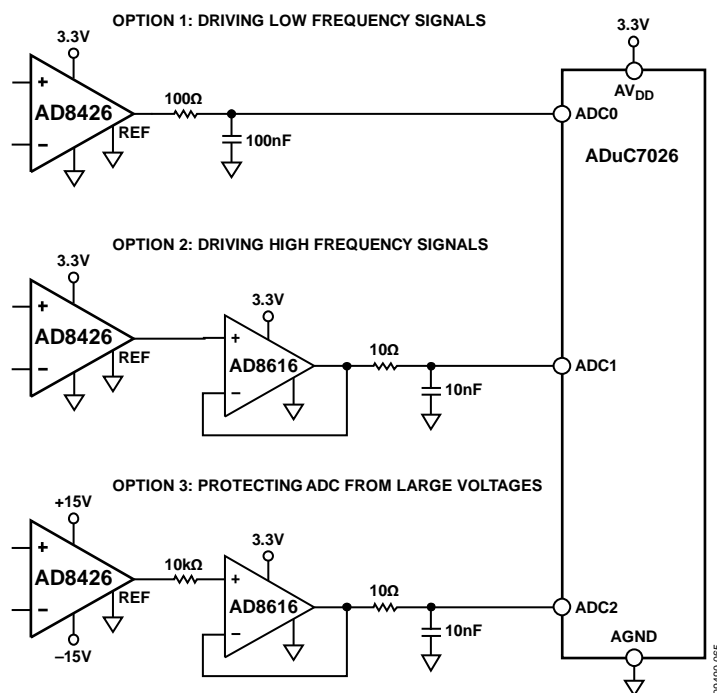 OPTION 1: DRIVING LOW FREQUENCY SIGNALS
3.3V
3.3V
+
AD8426
−
REF
100Ω
100nF
AVDD
ADC0
ADuC7026
OPTION 2: DRIVING HIGH FREQUENCY SIGNALS
3.3V
+
AD8426
−
REF
3.3V
+
AD8616
−
10Ω
10nF
ADC1
OPTION 3: PROTECTING ADC FROM LARGE VOLTAGES
+15V
+
AD8426
−
REF
−15V
10kΩ
3.3V
+
AD8616
−
10Ω
10nF
ADC2
AGND